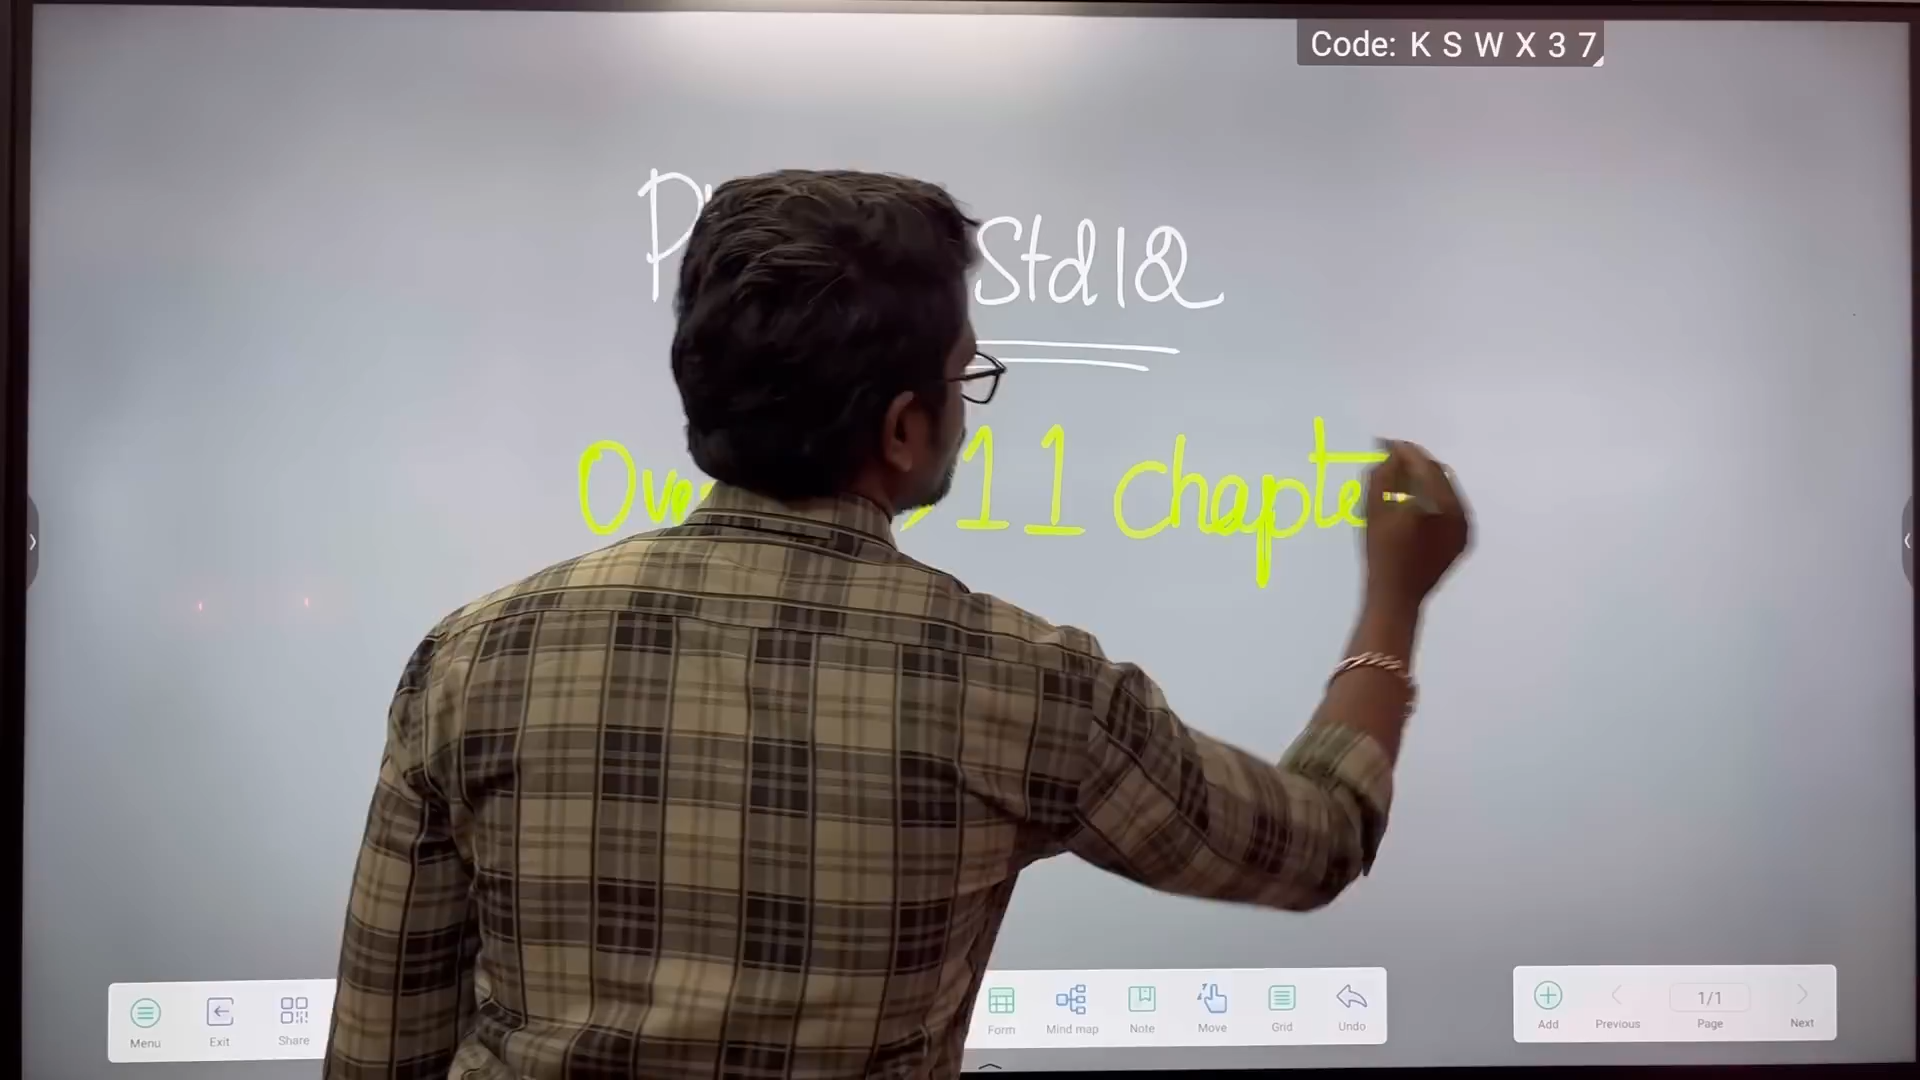 Code: K S W X 3 7
Std 12
11 chapte
Menu Exit Share Form Mind map Note Move Grid Undo Add Previous 1/1 Page Next